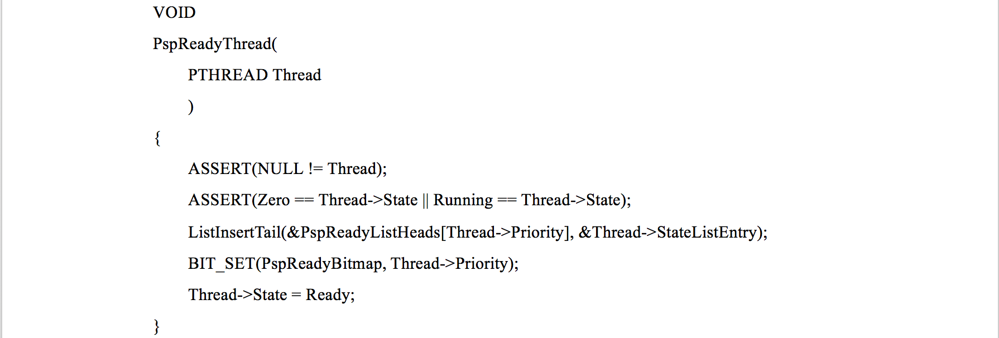 VOID
PspReadyThread(
PTHREAD Thread
)
{
ASSERT(NULL != Thread);
ASSERT(Zero == Thread->State || Running == Thread->State);
ListInsertTail(&PspReadyListHeads[Thread->Priority], &Thread->StateListEntry);
BIT_SET(PspReadyBitmap, Thread->Priority);
Thread->State = Ready;
}